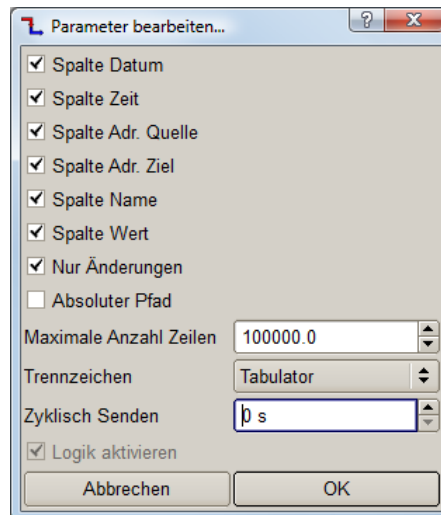 Parameter bearbeiten...
Spalte Datum
Spalte Zeit
Spalte Adr. Quelle
Spalte Adr. Ziel
Spalte Name
Spalte Wert
Nur Änderungen
Absoluter Pfad
Maximale Anzahl Zeilen 100000.0
Trennzeichen Tabulator
Zyklisch Senden 0 s
Logik aktivieren
Abbrechen OK